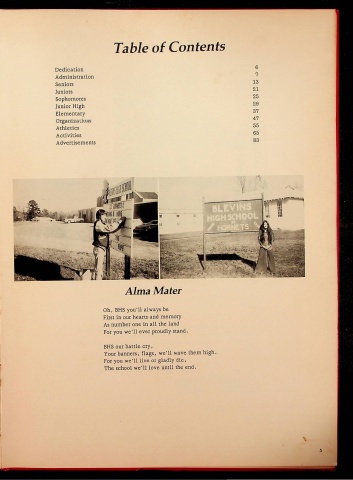 Table of Contents
Dedication 6
Administration 7
Seniors 13
Juniors 21
Sophomores 25
Junior High 29
Elementary 37
Organizations 47
Athletics 55
Activities 65
Advertisements 83
BLEVINS
HIGH SCHOOL
HORNETS
Alma Mater
Oh, BHS you'll always be
First in our hearts and memory
As number one in all the land
For you we'll ever proudly stand.
BHS our battle cry,
Your banners, flags, we'll wave them high.
For you we'll live or gladly die,
The school we'll love until the end.